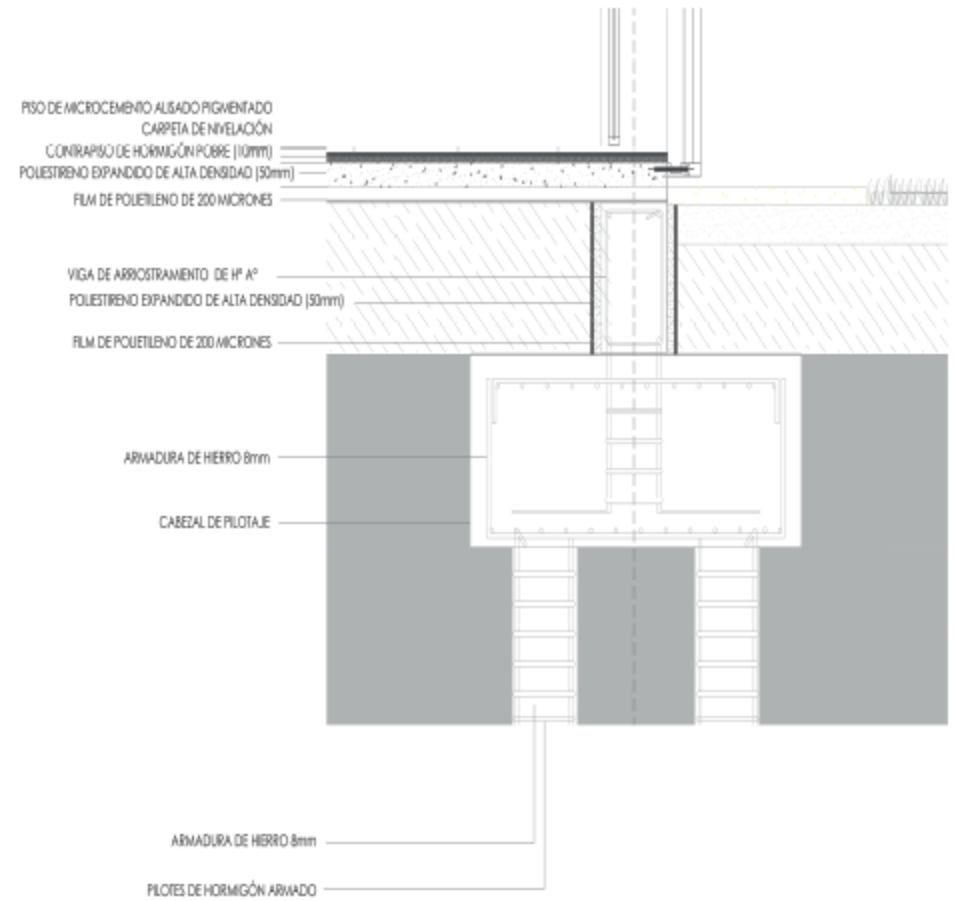 PISO DE MICROCEMENTO ALISADO PIGMENTADO
CARPETA DE NIVELACIÓN
CONTRAPISO DE HORMIGÓN POBRE (10mm)
POLIESTIRENO EXPANDIDO DE ALTA DENSIDAD (50mm)
FILM DE POLIETILENO DE 200 MICRONES
VIGA DE ARRIOSTRAMIENTO DE Hº Aº
POLIESTIRENO EXPANDIDO DE ALTA DENSIDAD (50mm)
FILM DE POLIETILENO DE 200 MICRONES
ARMADURA DE HIERRO 8mm
CABEZAL DE PILOTAJE
ARMADURA DE HIERRO 8mm
PILOTES DE HORMIGÓN ARMADO